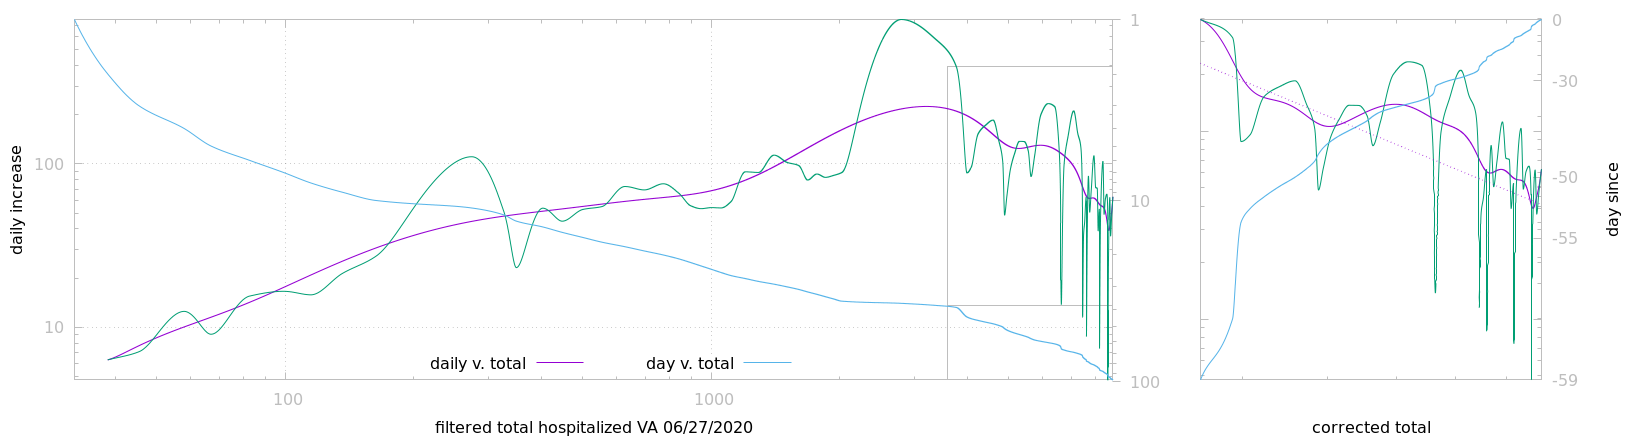 daily increase
100
10
daily v. total
day v. total
100
1000
filtered total hospitalized VA 06/27/2020
1
10
100
0
-30
-50
-55
-59
day since
corrected total